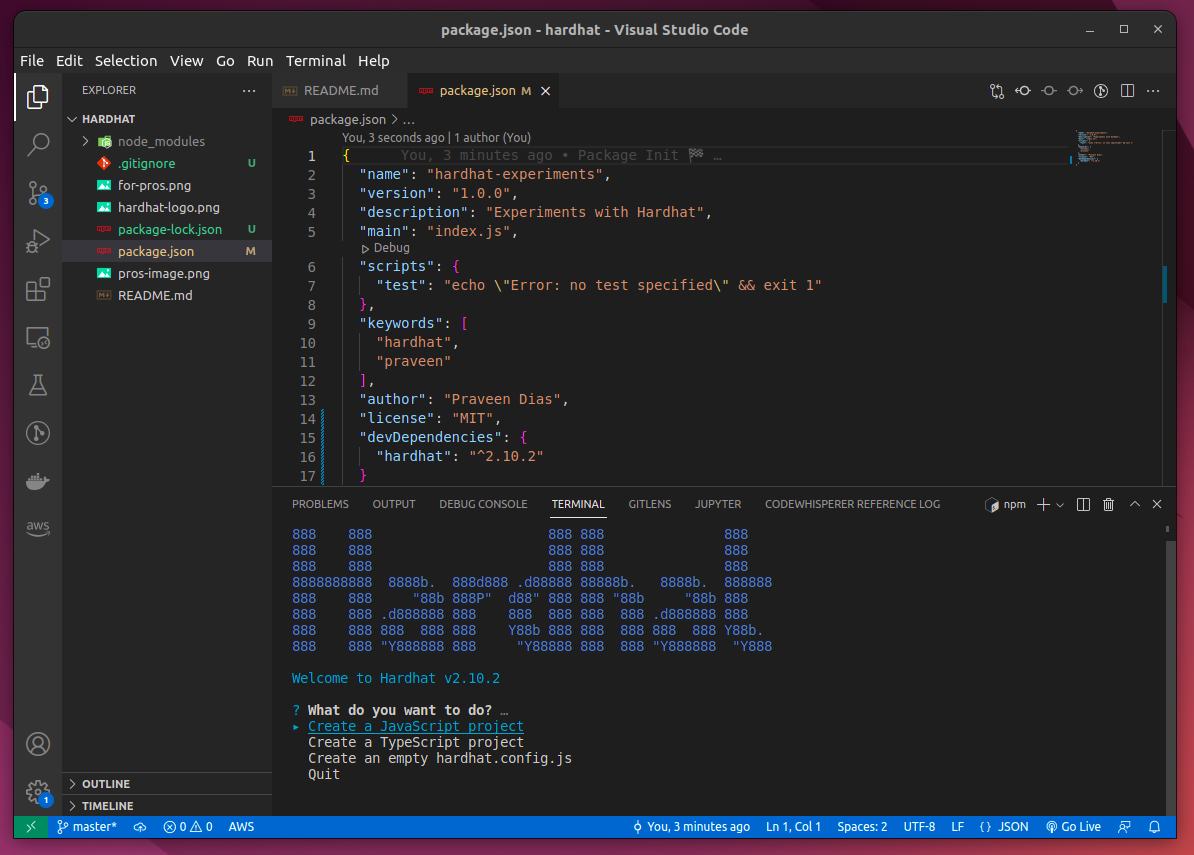 package.json - hardhat - Visual Studio Code
File Edit Selection View Go Run Terminal Help
EXPLORER
HARDHAT
node_modules
.gitignore U
for-pros.png
hardhat-logo.png
package-lock.json U
package.json M
pros-image.png
README.md
3
aws
1
OUTLINE
TIMELINE
README.md package.json M
package.json > ...
You, 3 seconds ago | 1 author (You)
1 { You, 3 minutes ago • Package Init 🏁 …
2 "name": "hardhat-experiments",
3 "version": "1.0.0",
4 "description": "Experiments with Hardhat",
5 "main": "index.js",
Debug
6 "scripts": {
7 "test": "echo \"Error: no test specified\" && exit 1"
8 },
9 "keywords": [
10 "hardhat",
11 "praveen"
12 ],
13 "author": "Praveen Dias",
14 "license": "MIT",
15 "devDependencies": {
16 "hardhat": "^2.10.2"
17 }
PROBLEMS OUTPUT DEBUG CONSOLE TERMINAL GITLENS JUPYTER CODEWHISPERER REFERENCE LOG npm
888    888                      888 888               888
888    888                      888 888               888
888    888                      888 888               888
8888888888  8888b.  888d888 .d88888 88888b.   8888b.  888888
888    888     "88b 888P"  d88" 888 888 "88b     "88b 888
888    888 .d888888 888    888  888 888  888 .d888888 888
888    888 888  888 888    Y88b 888 888  888 888  888 Y88b.
888    888 "Y888888 888     "Y88888 888  888 "Y888888  "Y888
Welcome to Hardhat v2.10.2
? What do you want to do? …
▸ Create a JavaScript project
Create a TypeScript project
Create an empty hardhat.config.js
Quit
master* 0 0 AWS You, 3 minutes ago Ln 1, Col 1 Spaces: 2 UTF-8 LF {} JSON Go Live